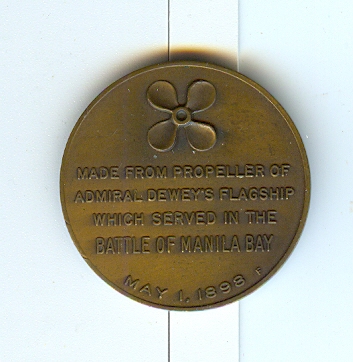 MADE FROM PROPELLER OF
ADMIRAL DEWEY'S FLAGSHIP
WHICH SERVED IN THE
BATTLE OF MANILA BAY
MAY 1, 1898